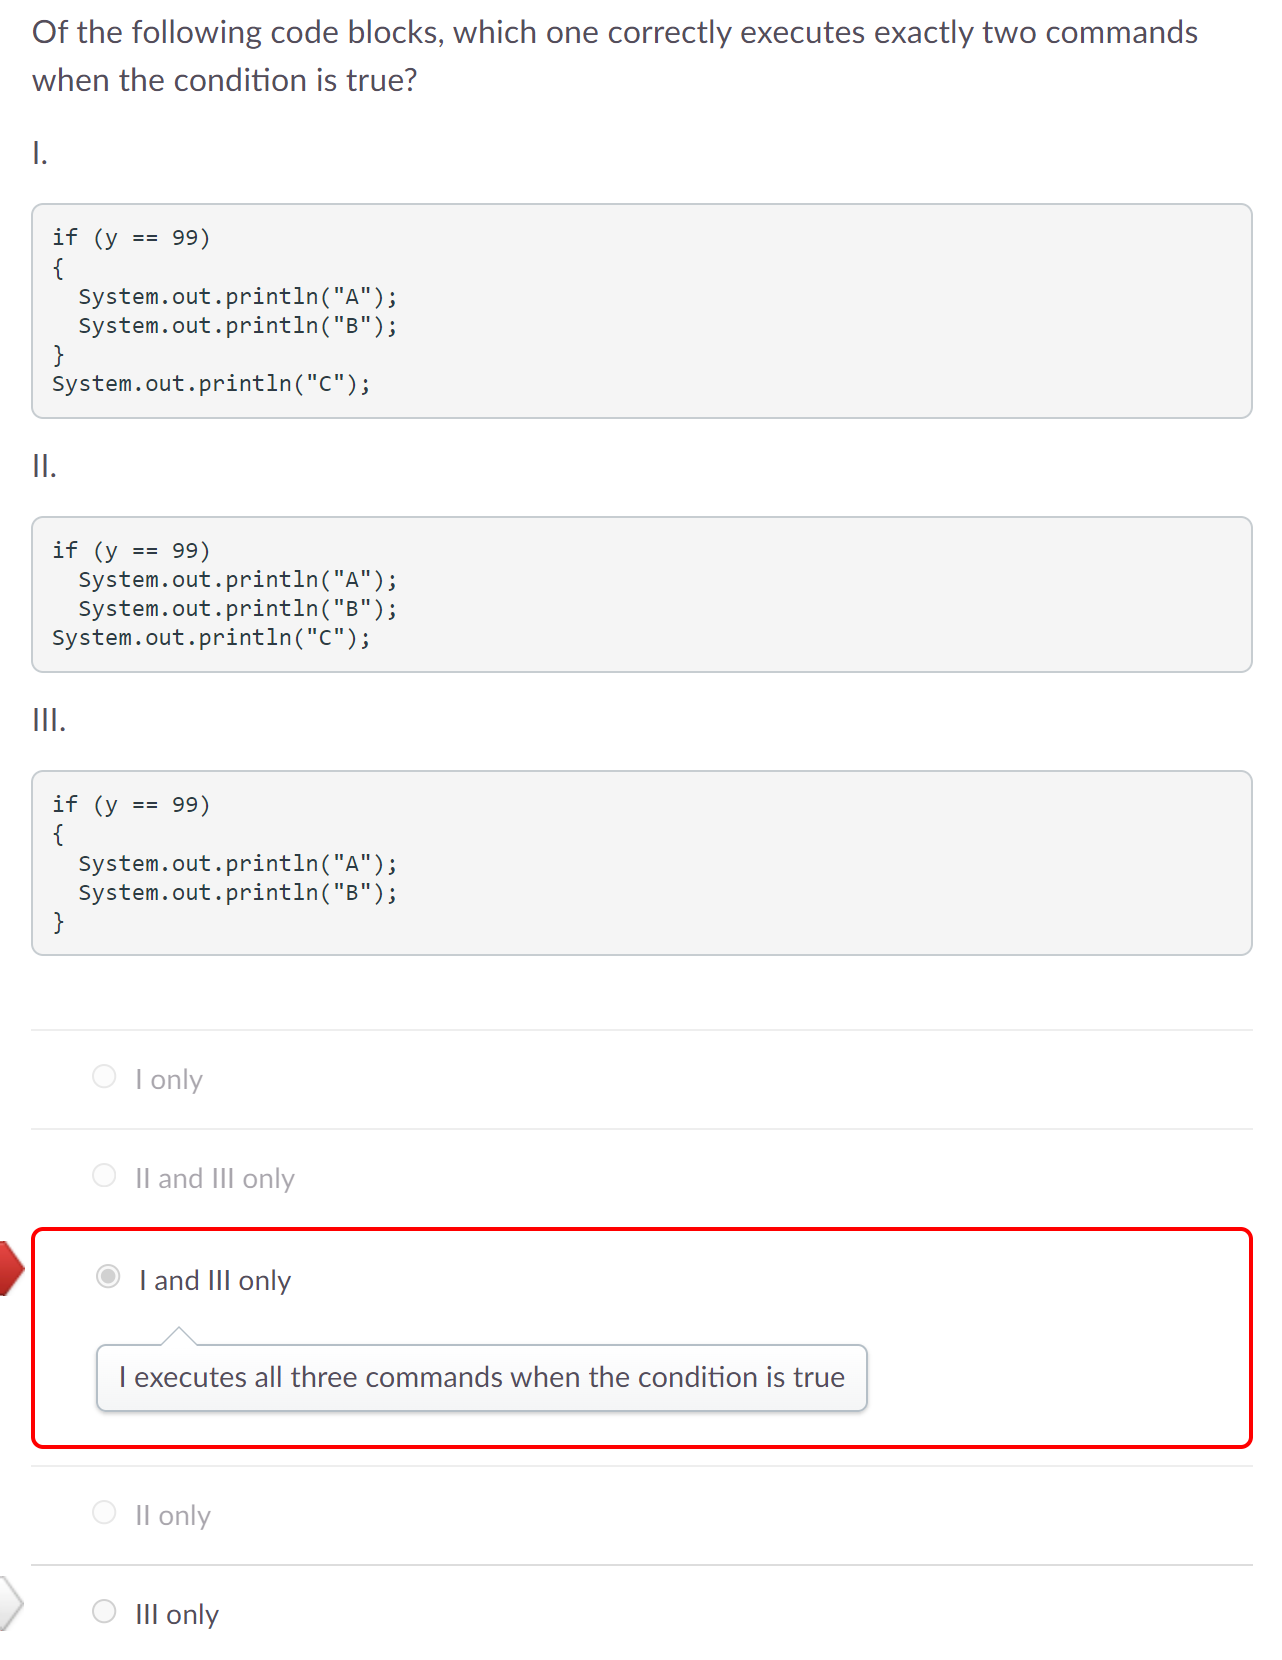 Of the following code blocks, which one correctly executes exactly two commands
when the condition is true?
I.
if (y == 99)
{
  System.out.println("A");
  System.out.println("B");
}
System.out.println("C");
II.
if (y == 99)
  System.out.println("A");
  System.out.println("B");
System.out.println("C");
III.
if (y == 99)
{
  System.out.println("A");
  System.out.println("B");
}
I only
II and III only
I and III only
I executes all three commands when the condition is true
II only
III only